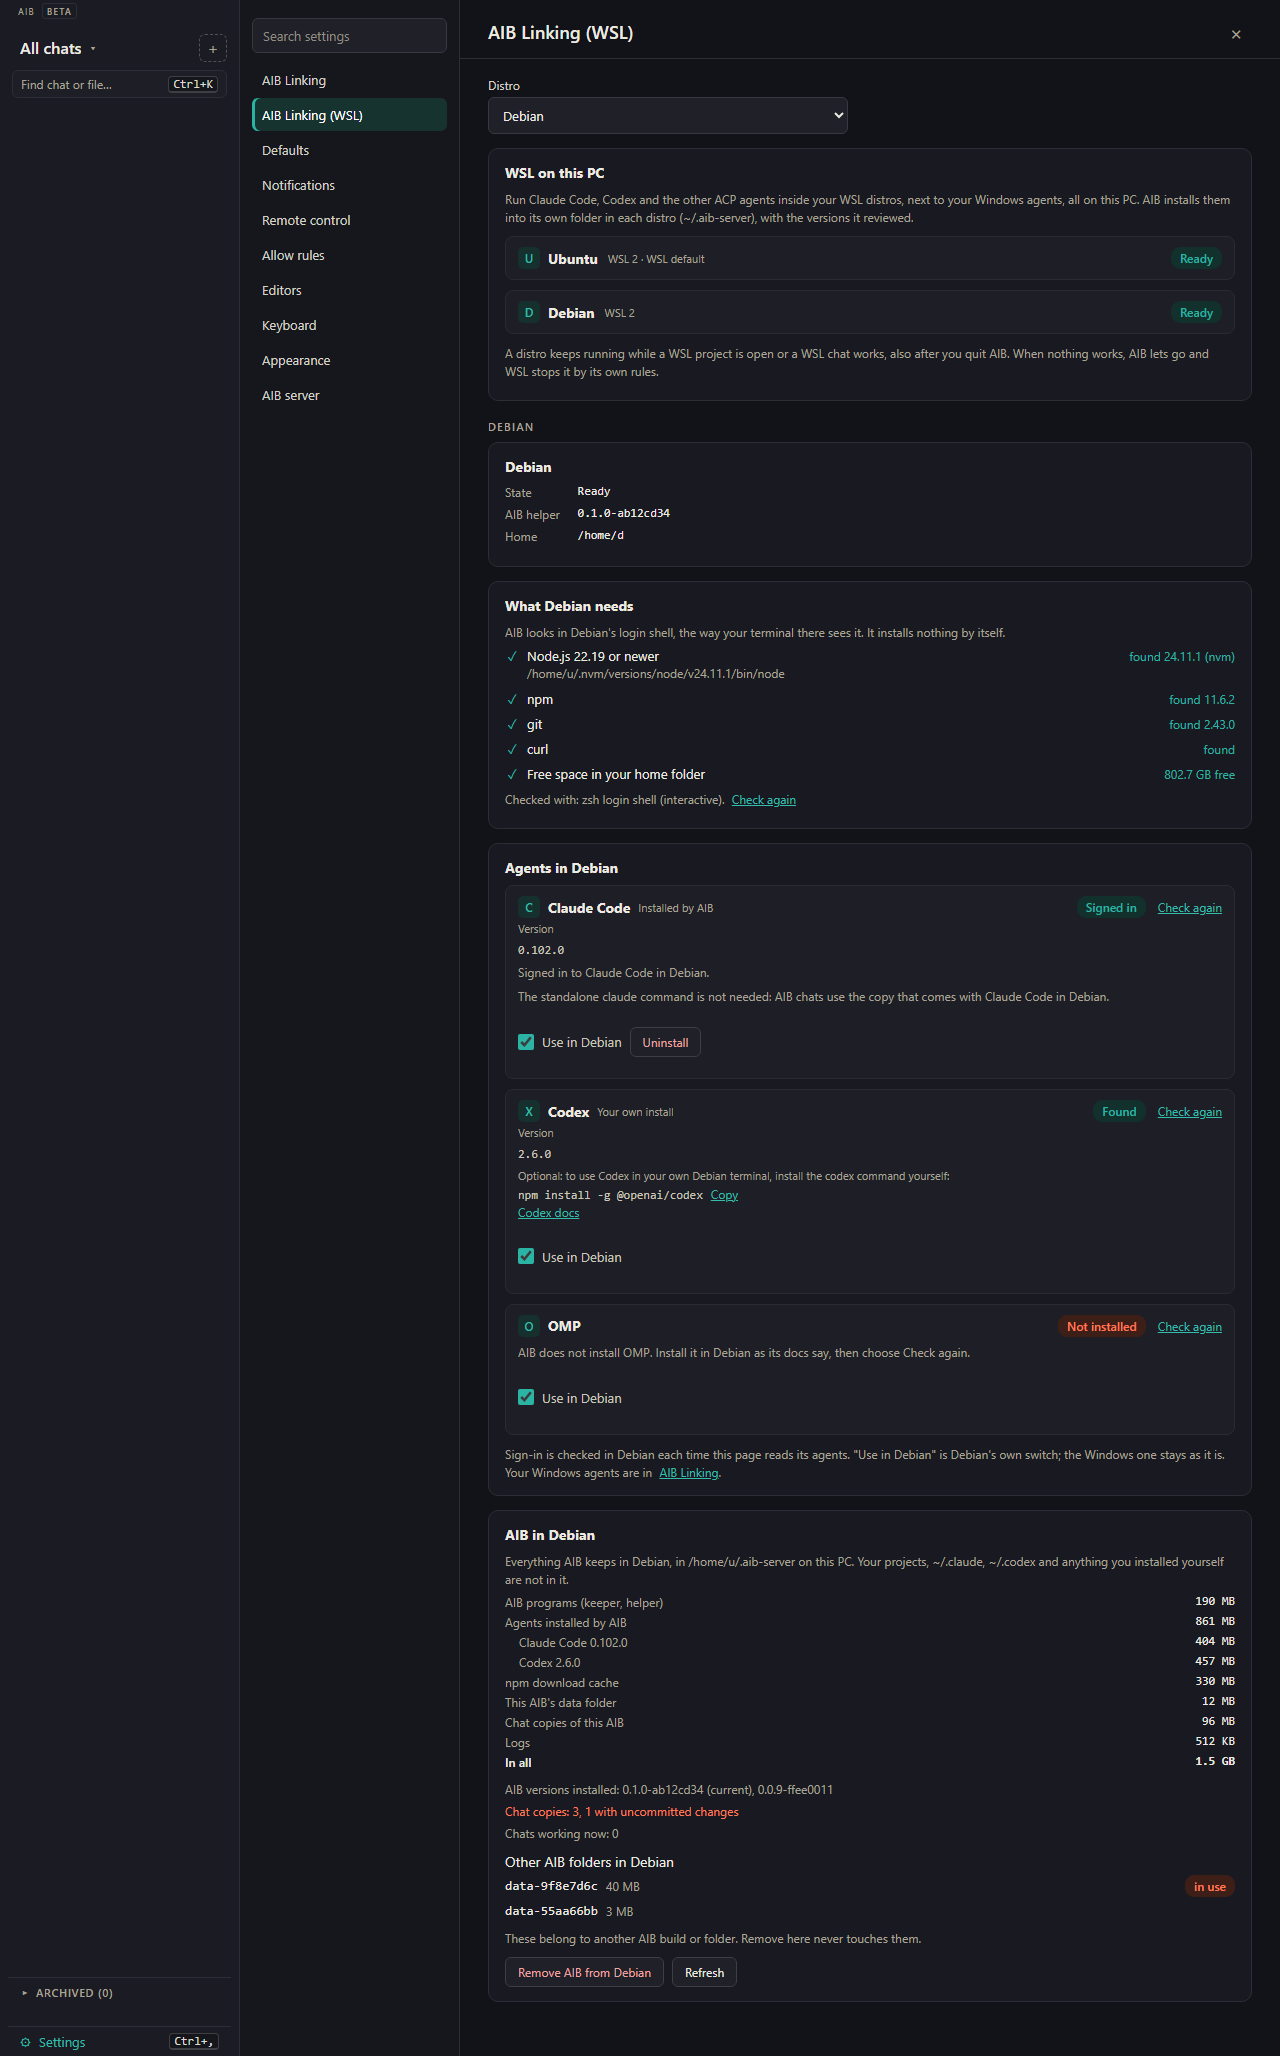 AIB BETA
All chats
+
Find chat or file... Ctrl+K
ARCHIVED (0)
Settings Ctrl+,
Search settings
AIB Linking
AIB Linking (WSL)
Defaults
Notifications
Remote control
Allow rules
Editors
Keyboard
Appearance
AIB server
AIB Linking (WSL)
Distro
Debian
WSL on this PC
Run Claude Code, Codex and the other ACP agents inside your WSL distros, next to your Windows agents, all on this PC. AIB installs them
into its own folder in each distro (~/.aib-server), with the versions it reviewed.
U Ubuntu WSL 2 · WSL default Ready
D Debian WSL 2 Ready
A distro keeps running while a WSL project is open or a WSL chat works, also after you quit AIB. When nothing works, AIB lets go and
WSL stops it by its own rules.
DEBIAN
Debian
State Ready
AIB helper 0.1.0-ab12cd34
Home /home/d
What Debian needs
AIB looks in Debian's login shell, the way your terminal there sees it. It installs nothing by itself.
✓ Node.js 22.19 or newer found 24.11.1 (nvm)
/home/u/.nvm/versions/node/v24.11.1/bin/node
✓ npm found 11.6.2
✓ git found 2.43.0
✓ curl found
✓ Free space in your home folder 802.7 GB free
Checked with: zsh login shell (interactive). Check again
Agents in Debian
C Claude Code Installed by AIB Signed in Check again
Version
0.102.0
Signed in to Claude Code in Debian.
The standalone claude command is not needed: AIB chats use the copy that comes with Claude Code in Debian.
Use in Debian Uninstall
X Codex Your own install Found Check again
Version
2.6.0
Optional: to use Codex in your own Debian terminal, install the codex command yourself:
npm install -g @openai/codex Copy
Codex docs
Use in Debian
O OMP Not installed Check again
AIB does not install OMP. Install it in Debian as its docs say, then choose Check again.
Use in Debian
Sign-in is checked in Debian each time this page reads its agents. "Use in Debian" is Debian's own switch; the Windows one stays as it is.
Your Windows agents are in AIB Linking.
AIB in Debian
Everything AIB keeps in Debian, in /home/u/.aib-server on this PC. Your projects, ~/.claude, ~/.codex and anything you installed yourself
are not in it.
AIB programs (keeper, helper) 190 MB
Agents installed by AIB 861 MB
Claude Code 0.102.0 404 MB
Codex 2.6.0 457 MB
npm download cache 330 MB
This AIB's data folder 12 MB
Chat copies of this AIB 96 MB
Logs 512 KB
In all 1.5 GB
AIB versions installed: 0.1.0-ab12cd34 (current), 0.0.9-ffee0011
Chat copies: 3, 1 with uncommitted changes
Chats working now: 0
Other AIB folders in Debian
data-9f8e7d6c 40 MB in use
data-55aa66bb 3 MB
These belong to another AIB build or folder. Remove here never touches them.
Remove AIB from Debian Refresh